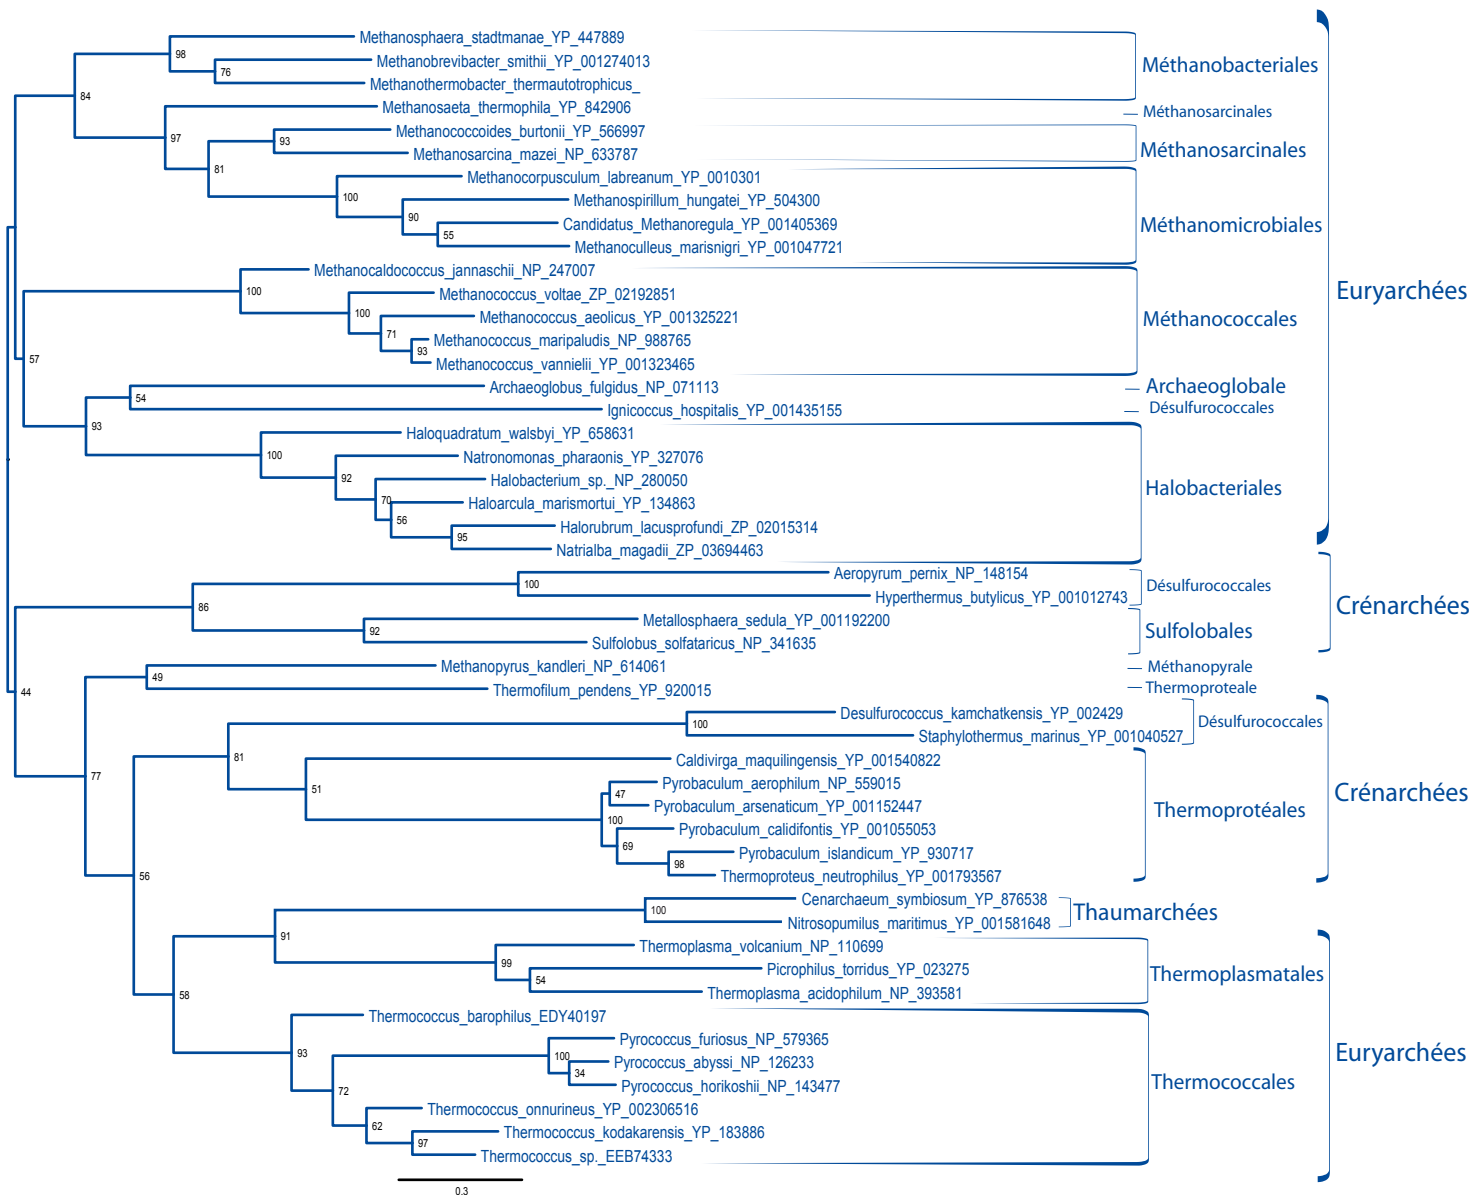 Methanosphaera_stadtmanae_YP_447889
98
Methanobrevibacter_smithii_YP_001274013
Méthanobacteriales
76
Methanothermobacter_thermautotrophicus_
84
Methanosaeta_thermophila_YP_842906
Méthanosarcinales
97
Methanococcoides_burtonii_YP_566997
93
Méthanosarcinales
Methanosarcina_mazei_NP_633787
81
Methanocorpusculum_labreanum_YP_0010301
100
Methanospirillum_hungatei_YP_504300
90
Candidatus_Methanoregula_YP_001405369
Méthanomicrobiales
55
Methanoculleus_marisnigri_YP_001047721
Methanocaldococcus_jannaschii_NP_247007
100
Euryarchées
Methanococcus_voltae_ZP_02192851
100
Methanococcus_aeolicus_YP_001325221
Méthanococcales
71
Methanococcus_maripaludis_NP_988765
93
57
Methanococcus_vannielii_YP_001323465
Archaeoglobus_fulgidus_NP_071113
Archaeoglobale
54
Ignicoccus_hospitalis_YP_001435155
Désulfurococcales
93
Haloquadratum_walsbyi_YP_658631
100
Natronomonas_pharaonis_YP_327076
92
Halobacterium_sp._NP_280050
Halobacteriales
70
Haloarcula_marismortui_YP_134863
56
Halorubrum_lacusprofundi_ZP_02015314
95
Natrialba_magadii_ZP_03694463
Aeropyrum_pernix_NP_148154
100
Désulfurococcales
Hyperthermus_butylicus_YP_001012743
86
Crénarchées
Metallosphaera_sedula_YP_001192200
92
Sulfolobales
Sulfolobus_solfataricus_NP_341635
Methanopyrus_kandleri_NP_614061
Méthanopyrale
49
Thermofilum_pendens_YP_920015
Thermoproteale
44
Desulfurococcus_kamchatkensis_YP_002429
100
Désulfurococcales
Staphylothermus_marinus_YP_001040527
81
Caldivirga_maquilingensis_YP_001540822
77
51
Pyrobaculum_aerophilum_NP_559015
47
Crénarchées
Pyrobaculum_arsenaticum_YP_001152447
Thermoprotéales
100
Pyrobaculum_calidifontis_YP_001055053
69
Pyrobaculum_islandicum_YP_930717
98
Thermoproteus_neutrophilus_YP_001793567
56
Cenarchaeum_symbiosum_YP_876538
100
Thaumarchées
Nitrosopumilus_maritimus_YP_001581648
91
Thermoplasma_volcanium_NP_110699
99
Picrophilus_torridus_YP_023275
Thermoplasmatales
54
Thermoplasma_acidophilum_NP_393581
58
Thermococcus_barophilus_EDY40197
Pyrococcus_furiosus_NP_579365
93
100
Euryarchées
Pyrococcus_abyssi_NP_126233
34
Pyrococcus_horikoshii_NP_143477
Thermococcales
72
Thermococcus_onnurineus_YP_002306516
62
Thermococcus_kodakarensis_YP_183886
97
Thermococcus_sp._EEB74333
0.3